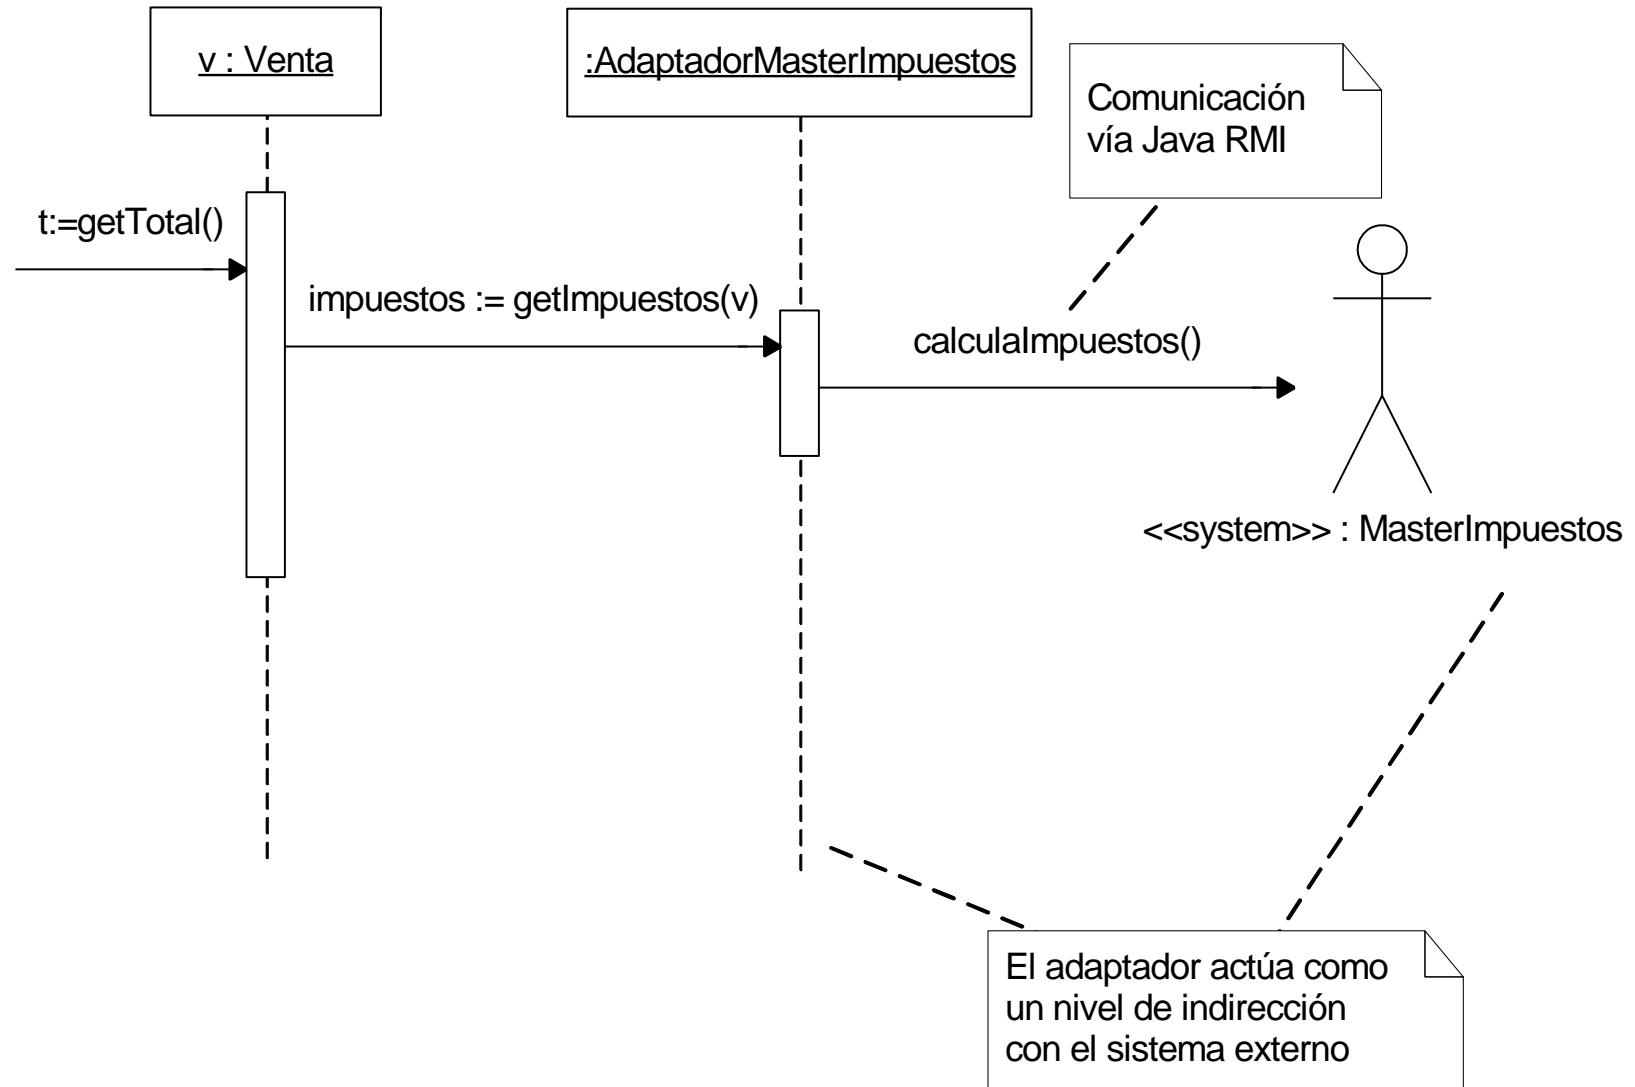 v : Venta
:AdaptadorMasterImpuestos
Comunicación
vía Java RMI
t:=getTotal()
impuestos := getImpuestos(v)
calculaImpuestos()
<<system>> : MasterImpuestos
El adaptador actúa como
un nivel de indirección
con el sistema externo